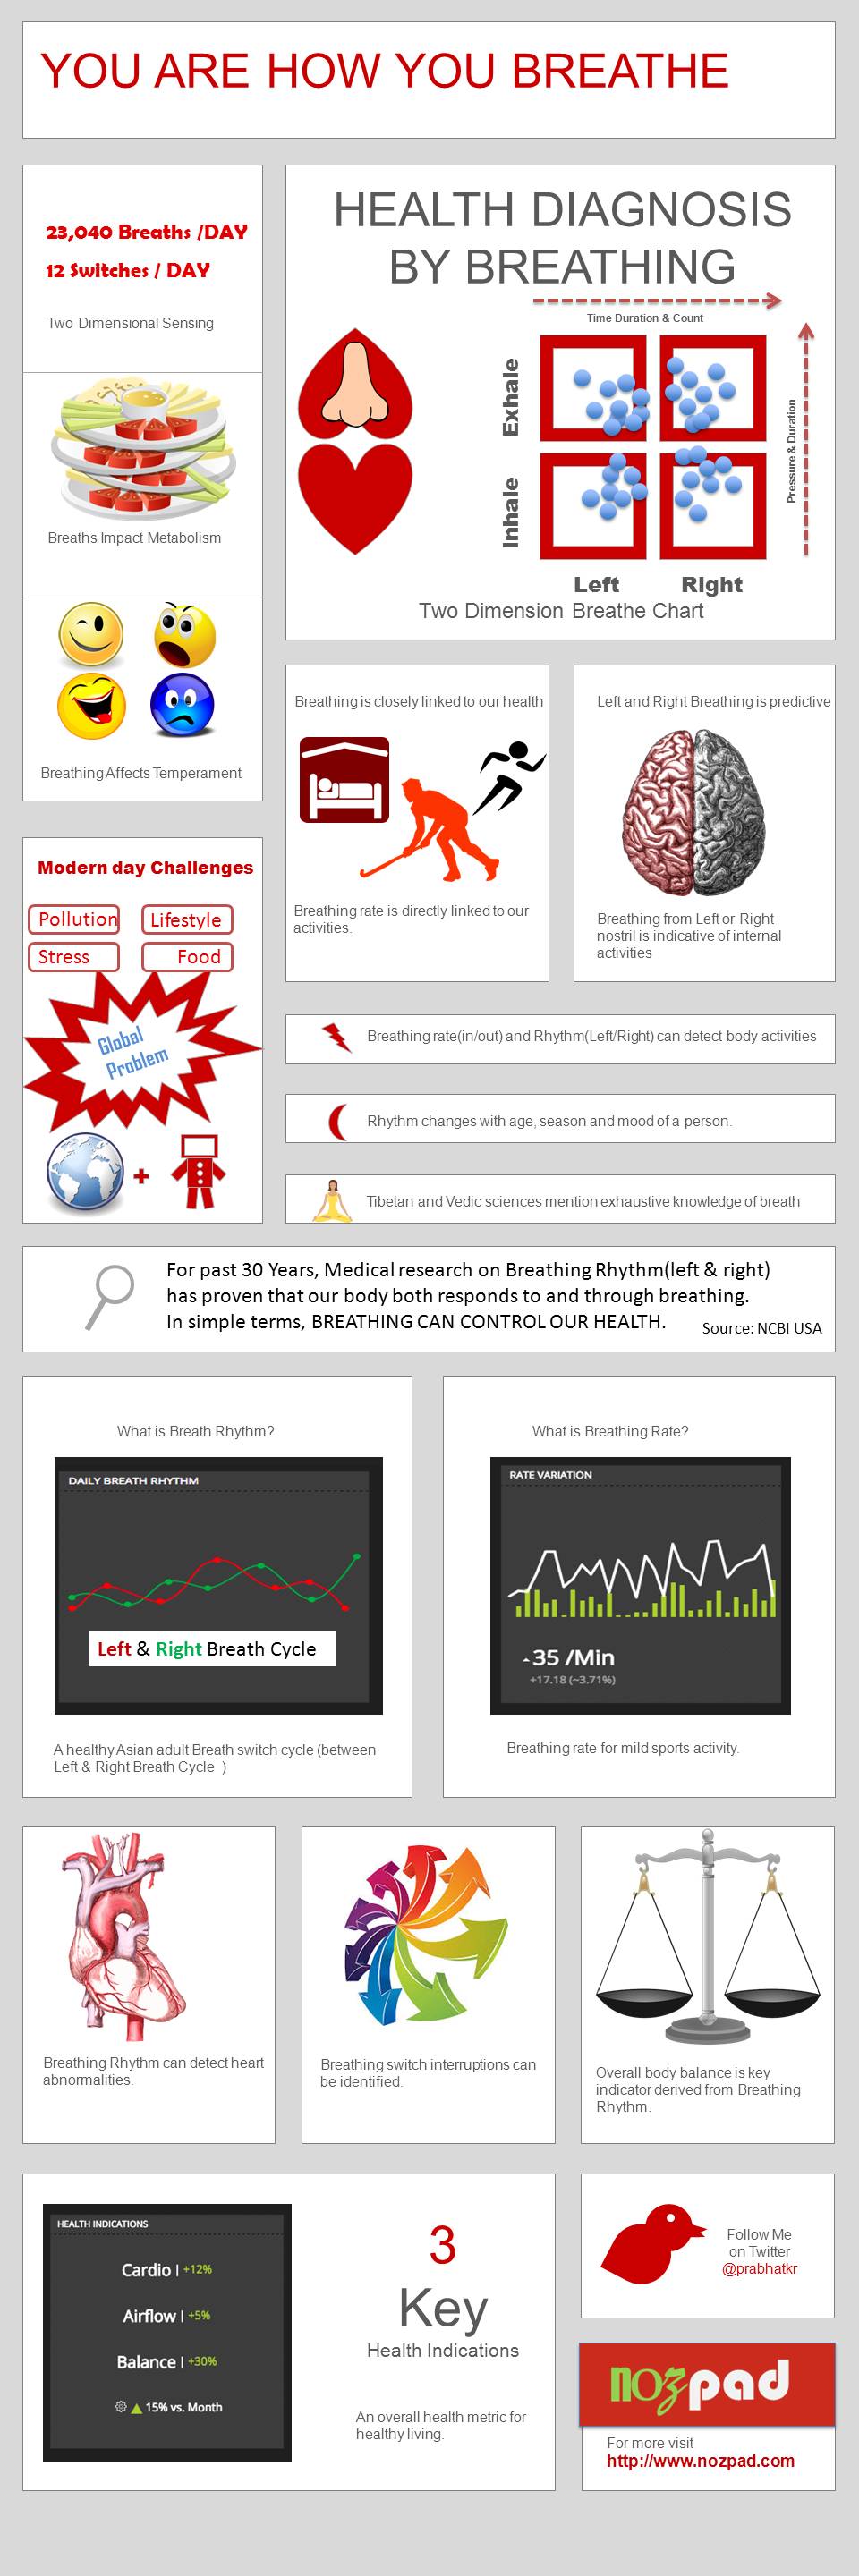 YOU ARE HOW YOU BREATHE
23,040 Breaths /DAY
12 Switches / DAY
Two Dimensional Sensing
Breaths Impact Metabolism
Breathing Affects Temperament
HEALTH DIAGNOSIS
BY BREATHING
Time Duration & Count
Exhale
Inhale
Pressure & Duration
Left Right
Two Dimension Breathe Chart
Breathing is closely linked to our health
Breathing rate is directly linked to our
activities.
Left and Right Breathing is predictive
Breathing from Left or Right
nostril is indicative of internal
activities
Modern day Challenges
Pollution Lifestyle
Stress Food
Global
Problem
Breathing rate(in/out) and Rhythm(Left/Right) can detect body activities
Rhythm changes with age, season and mood of a person.
Tibetan and Vedic sciences mention exhaustive knowledge of breath
For past 30 Years, Medical research on Breathing Rhythm(left & right)
has proven that our body both responds to and through breathing.
In simple terms, BREATHING CAN CONTROL OUR HEALTH.
Source: NCBI USA
What is Breath Rhythm?
DAILY BREATH RHYTHM
Left & Right Breath Cycle
A healthy Asian adult Breath switch cycle (between
Left & Right Breath Cycle )
What is Breathing Rate?
RATE VARIATION
35 /Min
+17.18 (~3.71%)
Breathing rate for mild sports activity.
Breathing Rhythm can detect heart
abnormalities.
Breathing switch interruptions can
be identified.
Overall body balance is key
indicator derived from Breathing
Rhythm.
HEALTH INDICATIONS
Cardio | +12%
Airflow | +5%
Balance | +30%
15% vs. Month
3
Key
Health Indications
An overall health metric for
healthy living.
Follow Me
on Twitter
@prabhatkr
nozpad
For more visit
http://www.nozpad.com